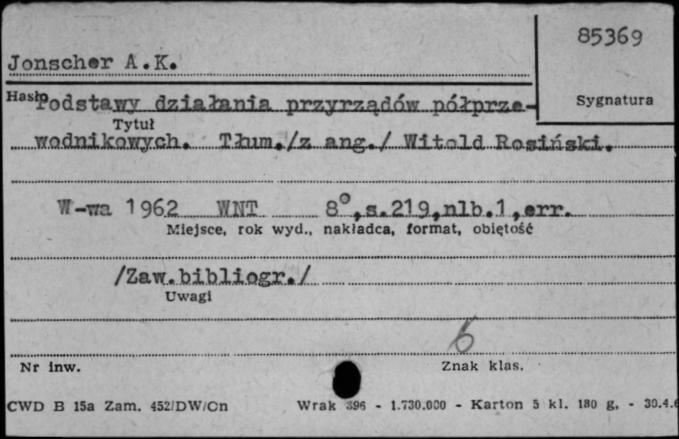 85369
Jonscher A.K.
Hasło
Podstawy działania przyrządów półprze-
Sygnatura
Tytuł
wodnikowych. Tłum./z ang./ Witold Rosiński.
W-wa 1962 WNT 8°,s.219,nlb.1,err.
Miejsce, rok wyd., nakładca, format, objętość
/Zaw.bibliogr./
Uwagi
6
Nr inw.
Znak klas.
CWD B 15a Zam. 452/DW/Cn Wrak 396 - 1.730.000 - Karton 5 kl. 180 g. - 30.4.6